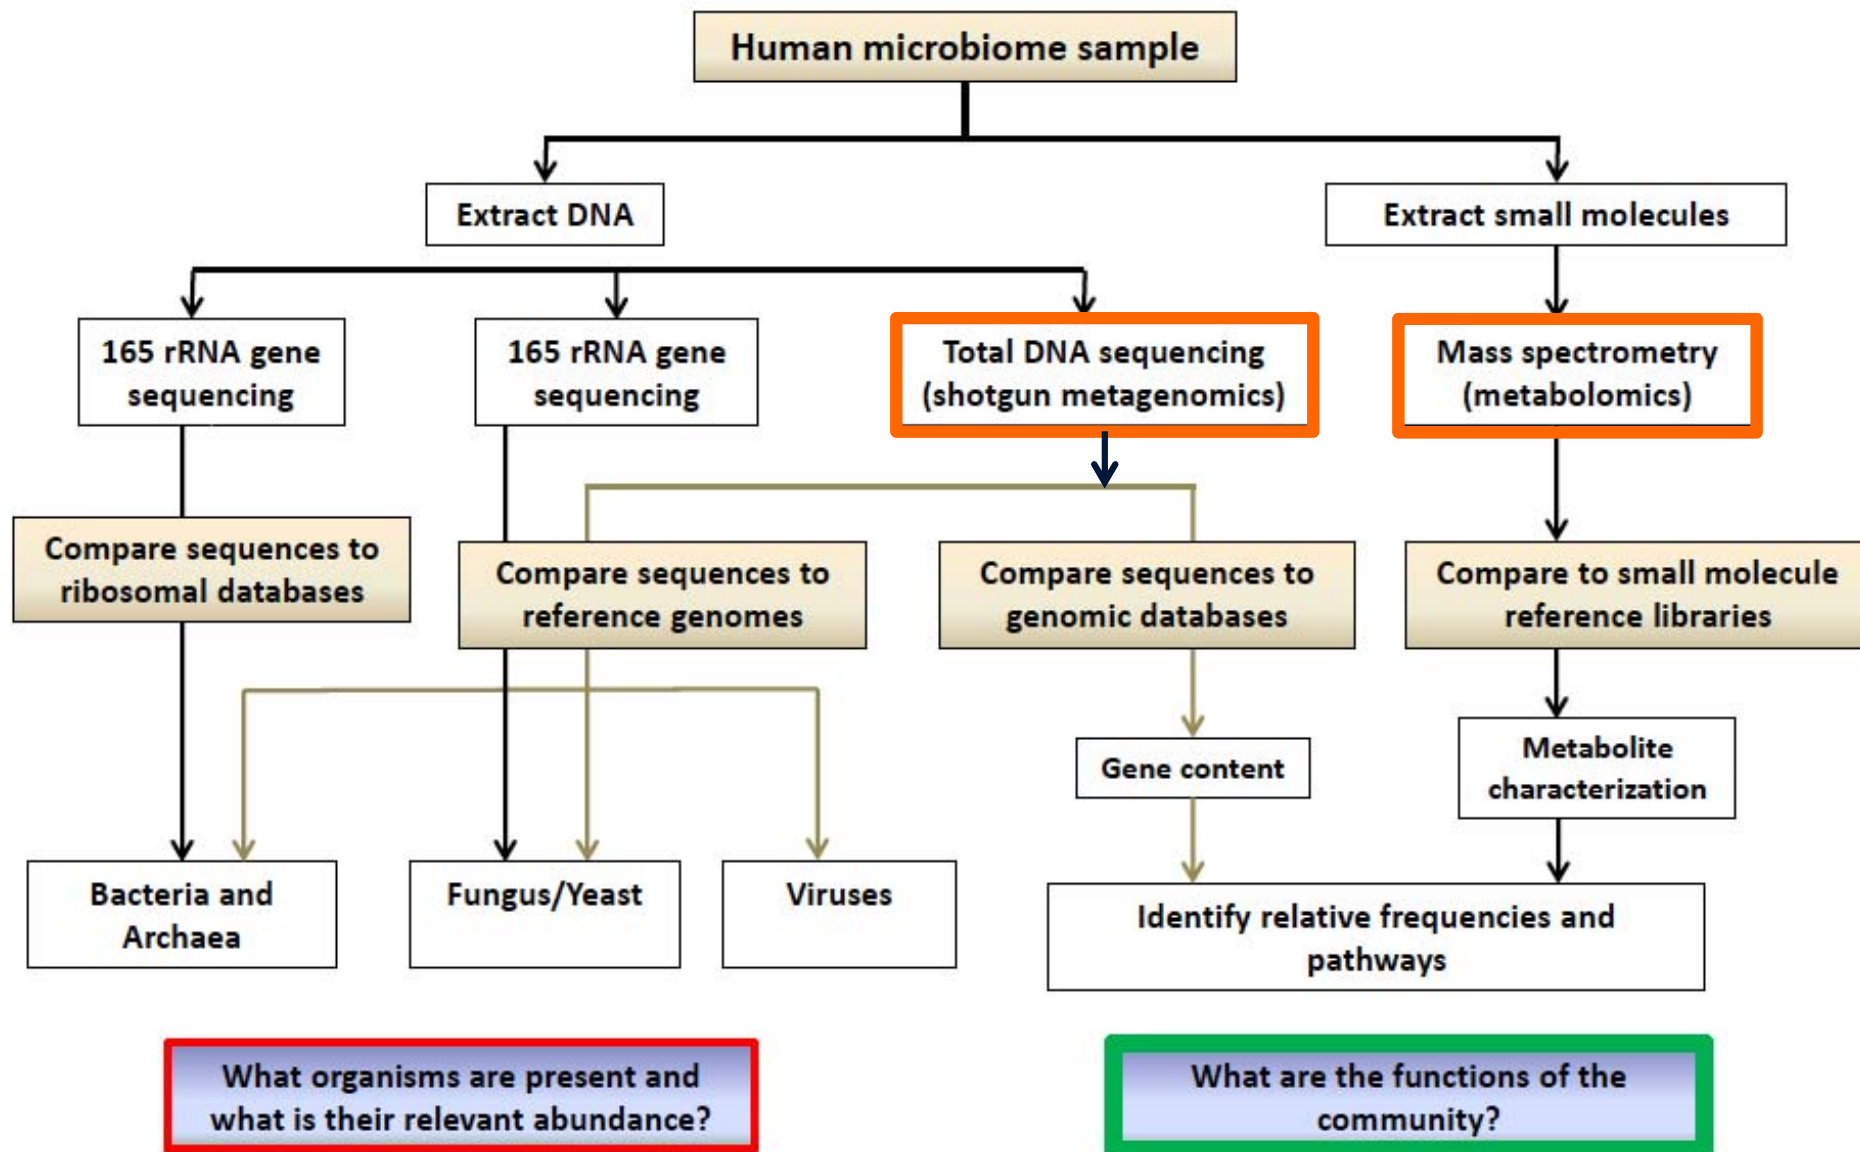 Human microbiome sample
Extract DNA
Extract small molecules
165 rRNA gene
sequencing
165 rRNA gene
sequencing
Total DNA sequencing
(shotgun metagenomics)
Mass spectrometry
(metabolomics)
Compare sequences to
ribosomal databases
Compare sequences to
reference genomes
Compare sequences to
genomic databases
Compare to small molecule
reference libraries
Gene content
Metabolite
characterization
Bacteria and
Archaea
Fungus/Yeast
Viruses
Identify relative frequencies and
pathways
What organisms are present and
what is their relevant abundance?
What are the functions of the
community?